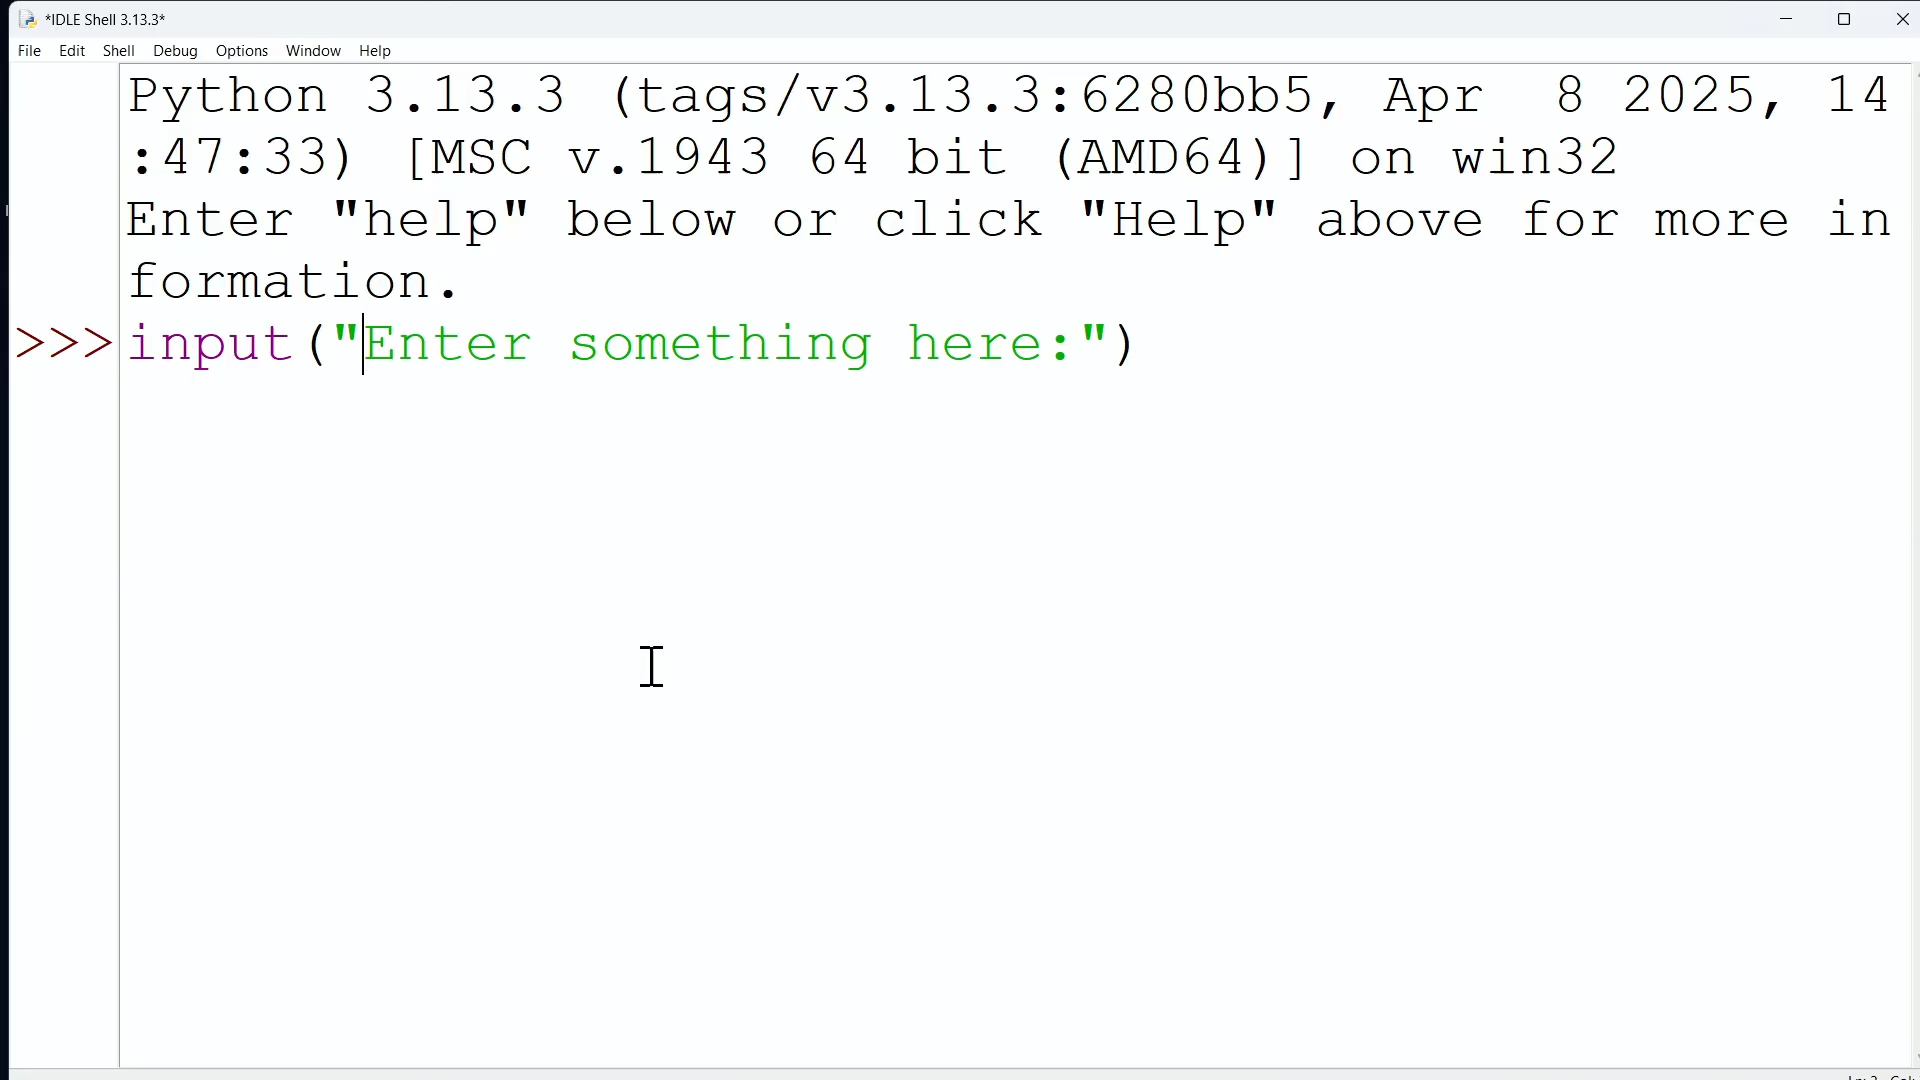 *IDLE Shell 3.13.3*
File Edit Shell Debug Options Window Help
Python 3.13.3 (tags/v3.13.3:6280bb5, Apr  8 2025, 14
:47:33) [MSC v.1943 64 bit (AMD64)] on win32
Enter "help" below or click "Help" above for more in
formation.
>>> input("Enter something here:")